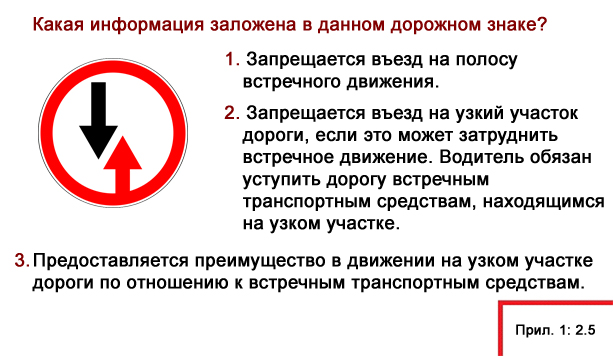 Какая информация заложена в данном дорожном знаке?
1. Запрещается въезд на полосу
встречного движения.
2. Запрещается въезд на узкий участок
дороги, если это может затруднить
встречное движение. Водитель обязан
уступить дорогу встречным
транспортным средствам, находящимся
на узком участке.
3. Предоставляется преимущество в движении на узком участке
дороги по отношению к встречным транспортным средствам.
Прил. 1: 2.5